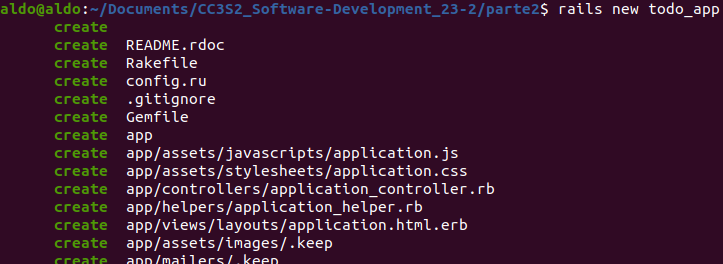 aldo@aldo:~/Documents/CC3S2_Software-Development_23-2/parte2$ rails new todo_app
create
create README.rdoc
create Rakefile
create config.ru
create .gitignore
create Gemfile
create app
create app/assets/javascripts/application.js
create app/assets/stylesheets/application.css
create app/controllers/application_controller.rb
create app/helpers/application_helper.rb
create app/views/layouts/application.html.erb
create app/assets/images/.keep
create app/mailers/.keep